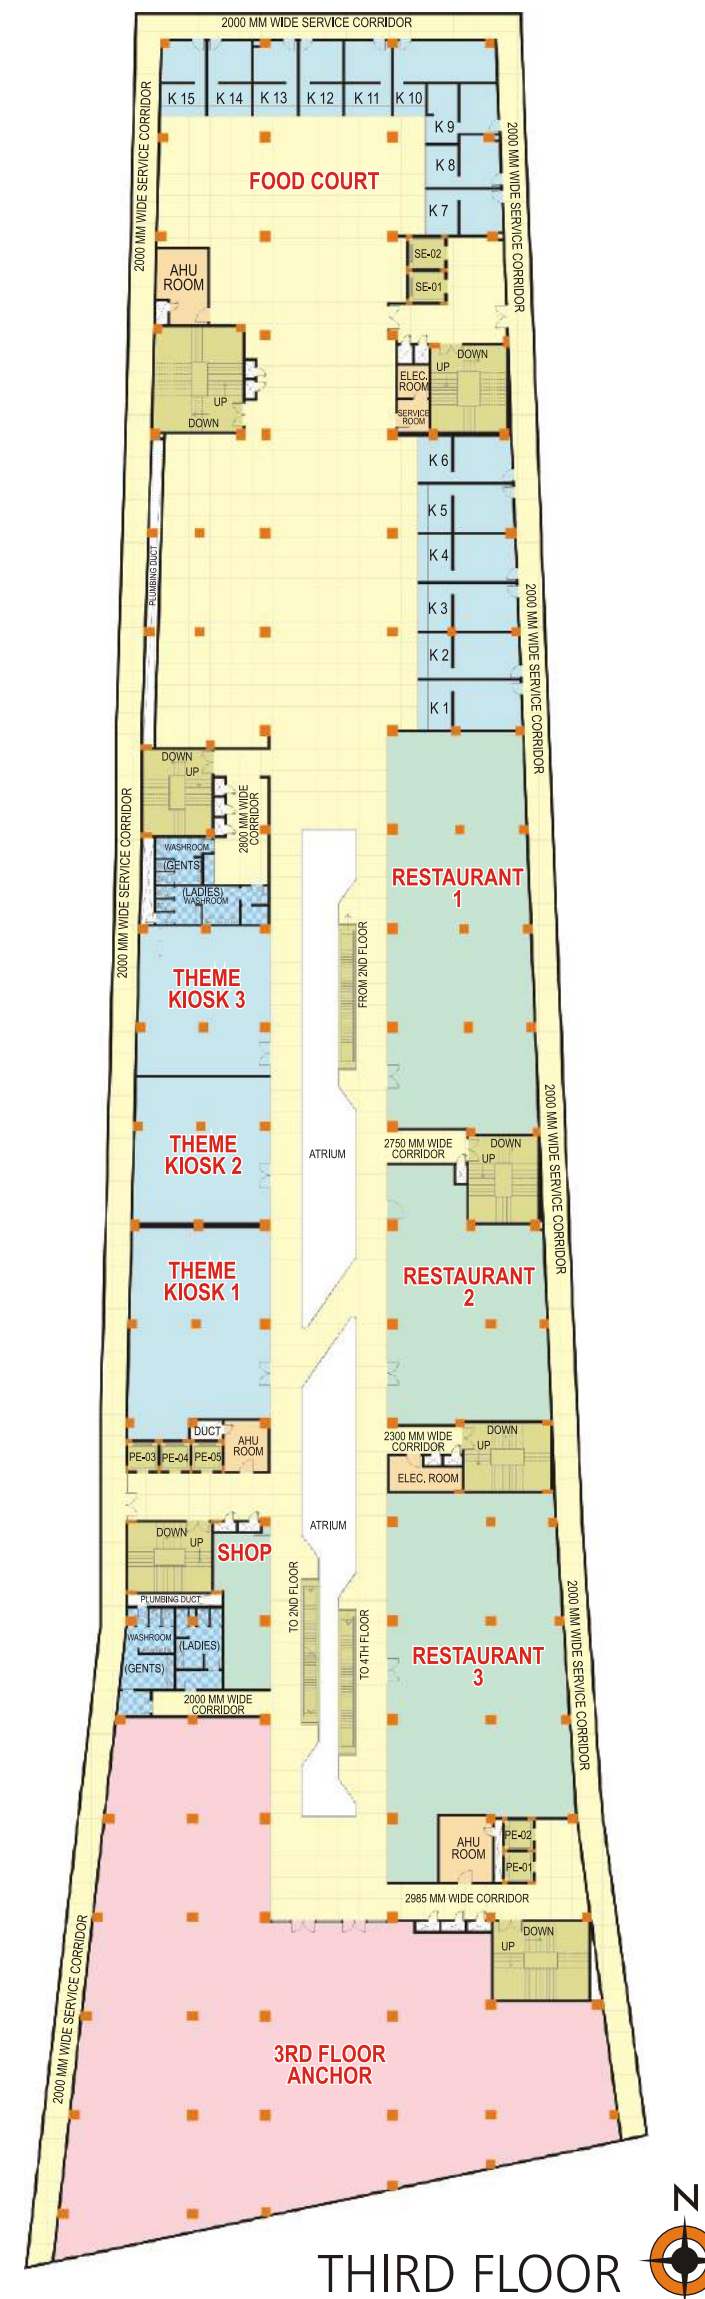 2000 MM WIDE SERVICE CORRIDOR
2000 MM WIDE SERVICE CORRIDOR
2000 MM WIDE SERVICE CORRIDOR
K 15
K 14
K 13
K 12
K 11
K 10
K 9
K 8
K 7
FOOD COURT
SE-02
SE-01
AHU
ROOM
UP
DOWN
DOWN
UP
ELEC.
ROOM
SERVICE
ROOM
K 6
K 5
K 4
K 3
K 2
K 1
PLUMBING DUCT
2000 MM WIDE SERVICE CORRIDOR
DOWN
UP
2800 MM WIDE
CORRIDOR
2000 MM WIDE SERVICE CORRIDOR
WASHROOM
(GENTS)
(LADIES)
WASHROOM
RESTAURANT
1
FROM 2ND FLOOR
THEME
KIOSK 3
THEME
KIOSK 2
ATRIUM
2750 MM WIDE
CORRIDOR
DOWN
UP
2000 MM WIDE SERVICE CORRIDOR
THEME
KIOSK 1
RESTAURANT
2
DUCT
AHU
ROOM
PE-03
PE-04
PE-05
2300 MM WIDE
CORRIDOR
DOWN
UP
ELEC. ROOM
ATRIUM
DOWN
UP
SHOP
PLUMBING DUCT
WASHROOM
(GENTS)
(LADIES)
TO 2ND FLOOR
TO 4TH FLOOR
2000 MM WIDE SERVICE CORRIDOR
RESTAURANT
3
2000 MM WIDE
CORRIDOR
AHU
ROOM
PE-02
PE-01
2985 MM WIDE CORRIDOR
DOWN
UP
2000 MM WIDE SERVICE CORRIDOR
3RD FLOOR
ANCHOR
N
THIRD FLOOR